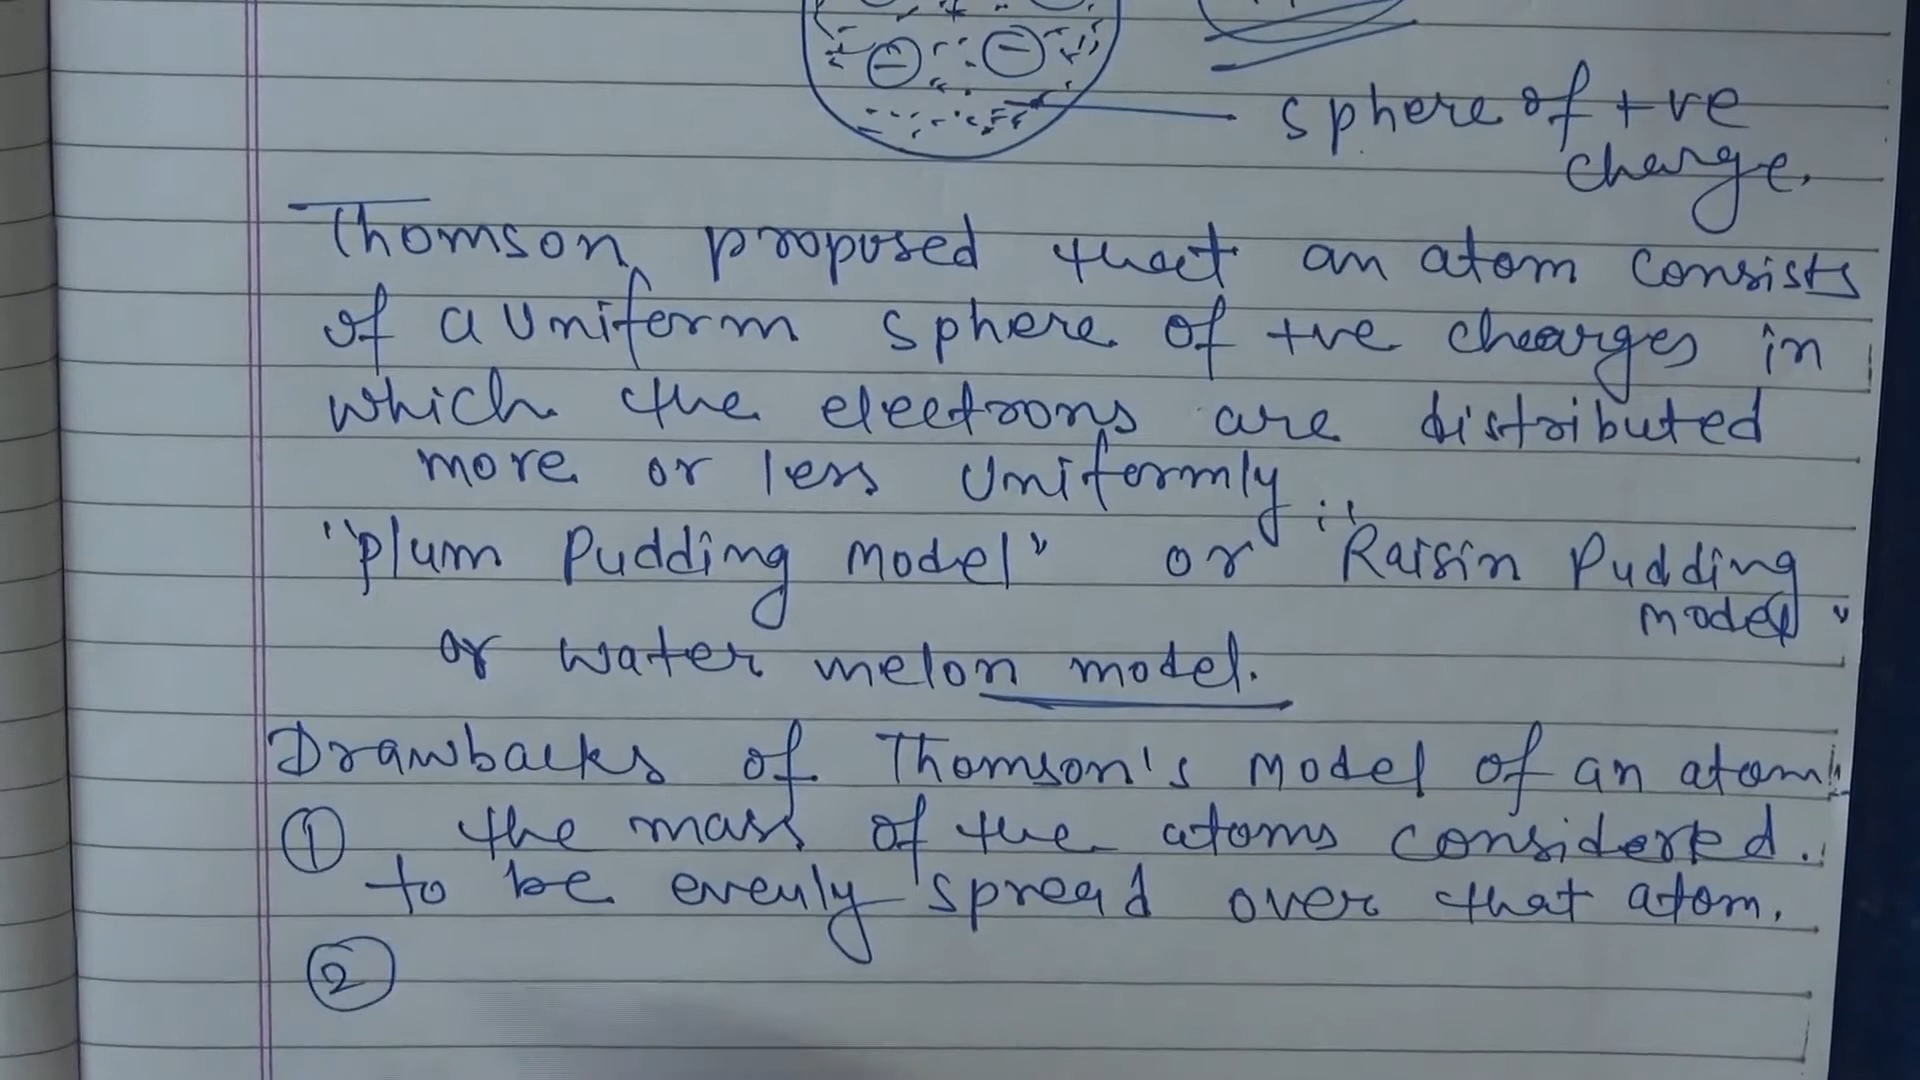 sphere of +ve
charge.
Thomson proposed that an atom consists
of a uniform sphere of +ve charges in
which the electrons are distributed
more or less uniformly.
"Plum Pudding Model" or "Raisin Pudding
model"
or water melon model.
Drawbacks of Thomson's model of an atom:
① the mass of the atoms considered
to be evenly spread over that atom.
②